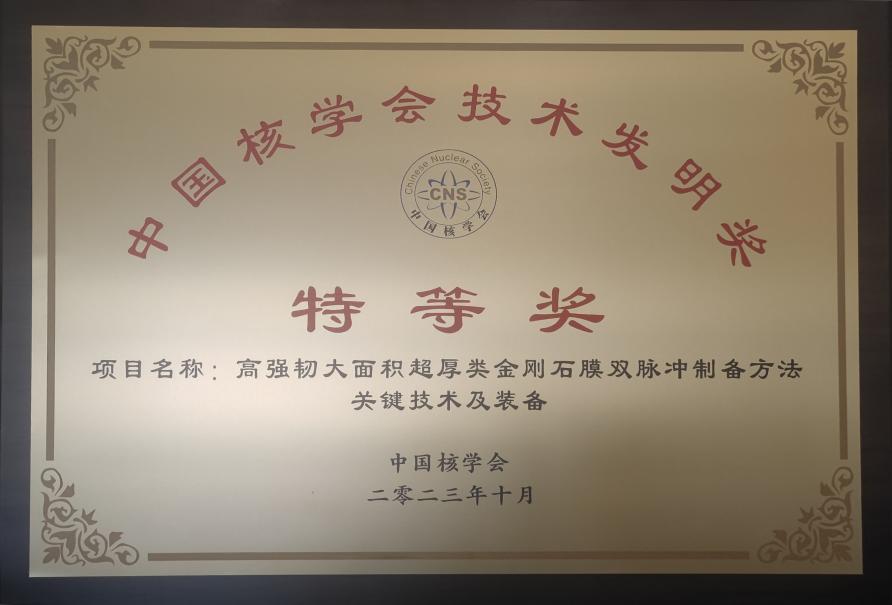 中国核学会技术发明奖
Chinese Nuclear Society
CNS
中国核学会
特等奖
项目名称：高强韧大面积超厚类金刚石膜双脉冲制备方法
关键技术及装备
中国核学会
二零二三年十月